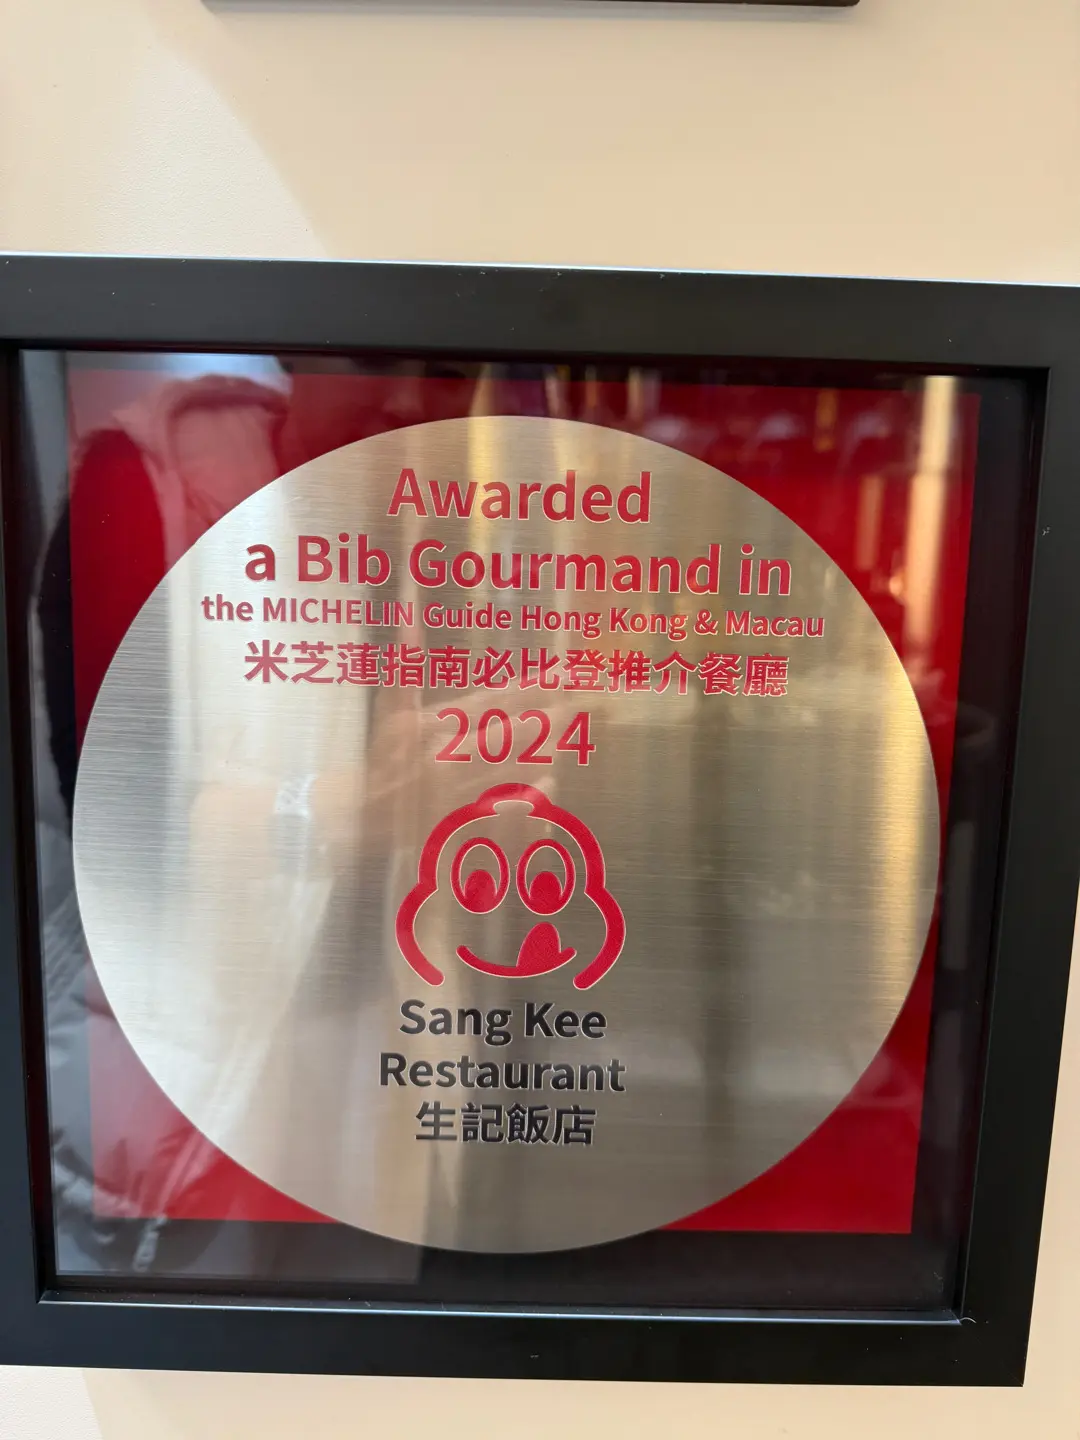 Awarded
a Bib Gourmand in
the MICHELIN Guide Hong Kong & Macau
米芝蓮指南必比登推介餐廳
2024
Sang Kee
Restaurant
生記飯店